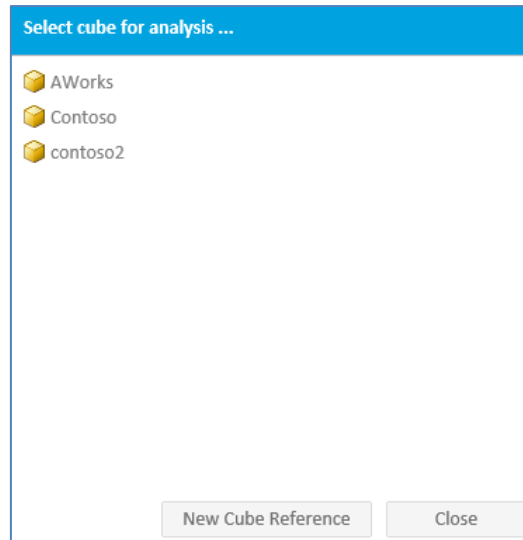 Select cube for analysis ...
AWorks
Contoso
contoso2
New Cube Reference
Close